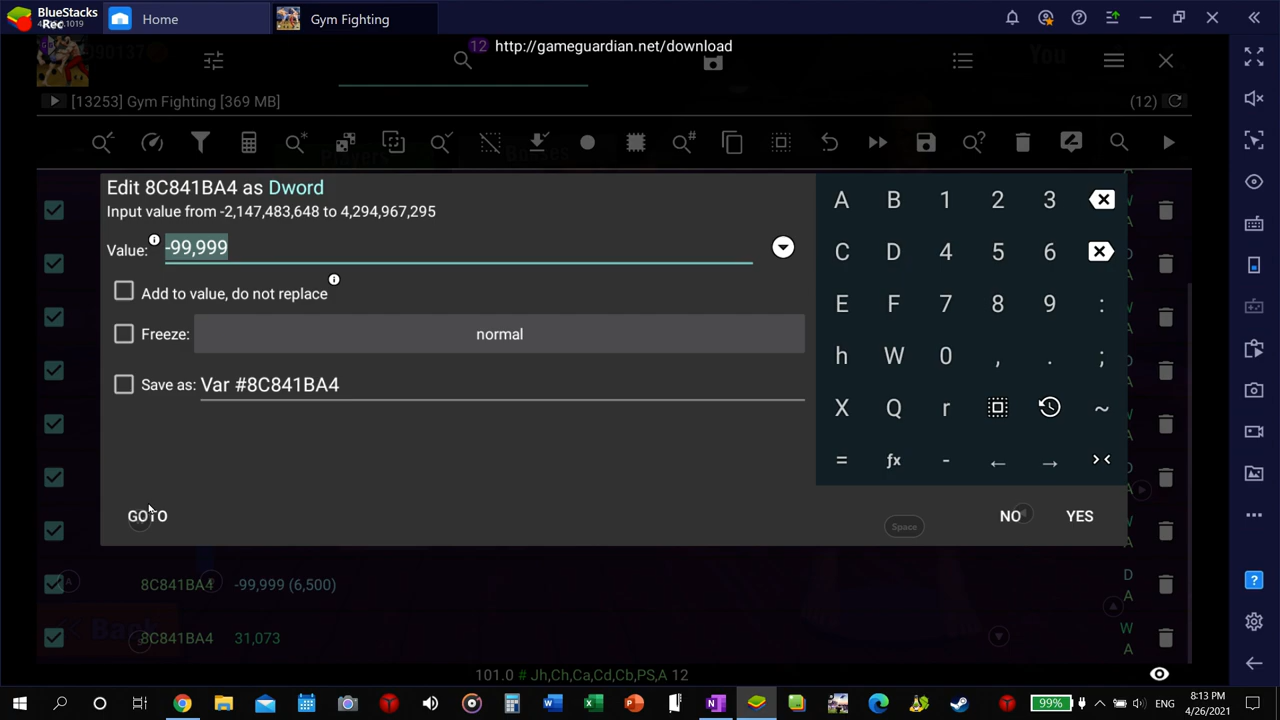 BlueStacks
Rec
Home
Gym Fighting
12 http://gameguardian.net/download
You
[13253] Gym Fighting [369 MB]
(12)
Players
Edit 8C841BA4 as Dword
Input value from -2,147,483,648 to 4,294,967,295
Value: -99,999
Add to value, do not replace
Freeze: normal
Save as: Var #8C841BA4
A B 1 2 3
C D 4 5 6
E F 7 8 9 :
h W 0 , . ;
X Q r ~
= ƒx - ← → ><
GOTO
Space
NO YES
8C841BA4 -99,999 (6,500)
D
A
Back
8C841BA4 31,073
W
A
101.0 # Jh,Ch,Ca,Cd,Cb,PS,A 12
99%
ENG
8:13 PM
4/26/2021